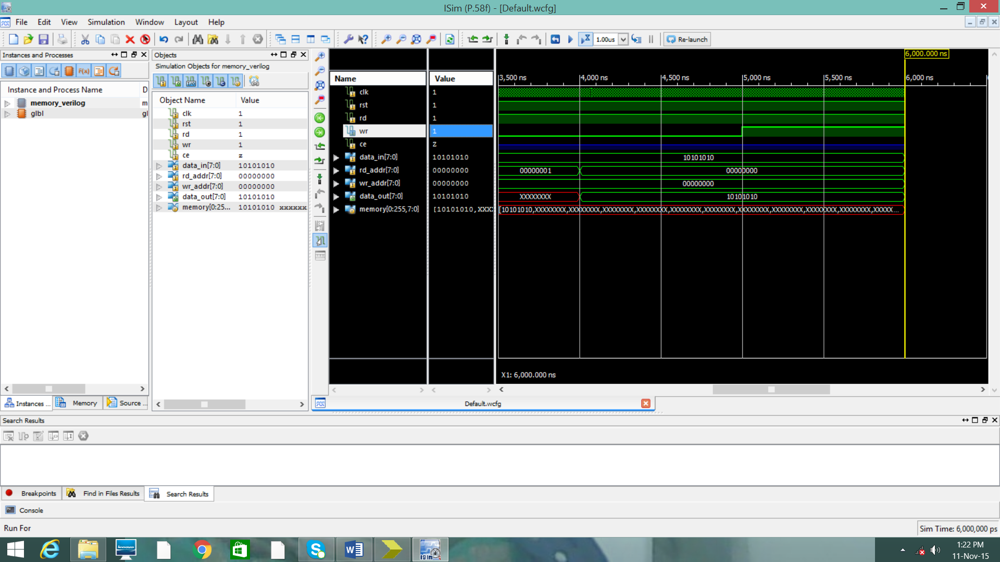 ISim (P.58f) - [Default.wcfg]
File Edit View Simulation Window Layout Help
1.00us Re-launch
Instances and Processes
Objects
Simulation Objects for memory_verilog
F(x)
Instance and Process Name D
memory_verilog m
glbl gl
Object Name Value
clk 1
rst 1
rd 1
wr 1
ce z
data_in[7:0] 10101010
rd_addr[7:0] 00000000
wr_addr[7:0] 00000000
data_out[7:0] 10101010
memory[0:25... 10101010 xxxxxx
Name Value
clk 1
rst 1
rd 1
wr 1
ce Z
data_in[7:0] 10101010
rd_addr[7:0] 00000000
wr_addr[7:0] 00000000
data_out[7:0] 10101010
memory[0:255,7:0] [10101010,XXX
6,000.000 ns
3,500 ns 4,000 ns 4,500 ns 5,000 ns 5,500 ns 6,000 ns
10101010
00000001 00000000
00000000
XXXXXXXX 10101010
[10101010,XXXXXXXX,XXXXXXXX,XXXXXXXX,XXXXXXXX,XXXXXXXX,XXXXXXXX,XXXXXXXX,XXXXXXXX,XXXXXXXX,XXXXXXXX,XXXXX...
X1: 6,000.000 ns
Instances ... Memory Source ...
Default.wcfg
Search Results
Breakpoints Find in Files Results Search Results
Console
Run For
Sim Time: 6,000,000 ps
lenovo
ISim
1:22 PM
11-Nov-15